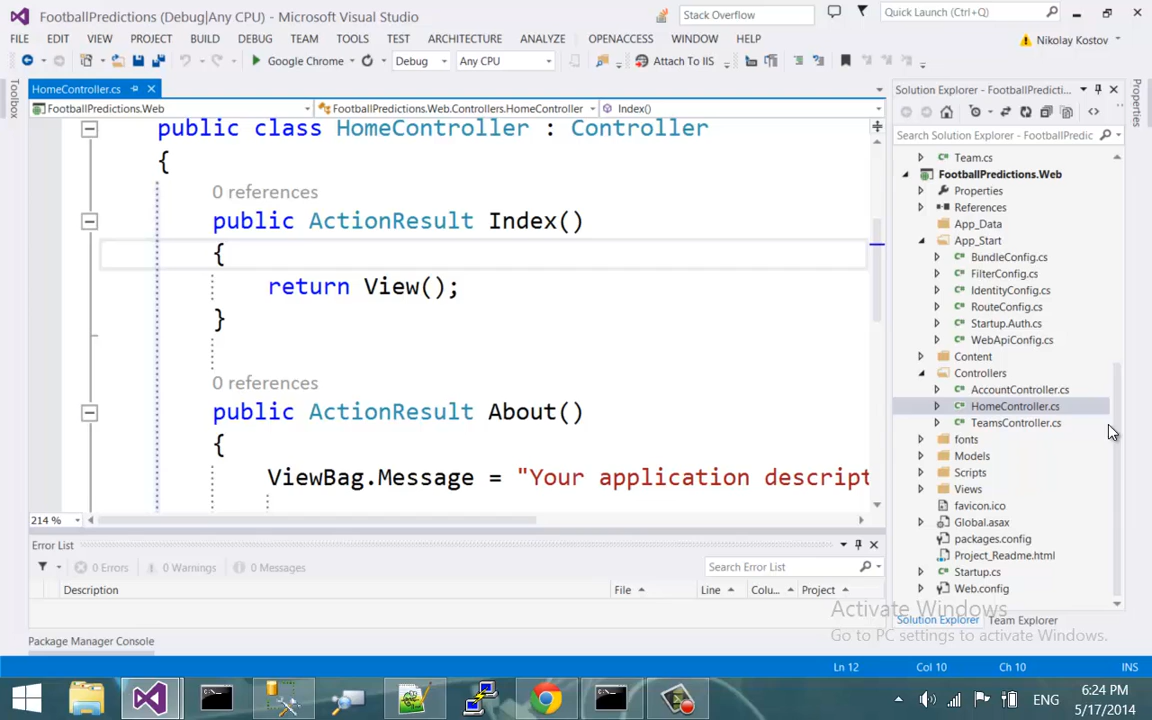 FootballPredictions (Debug|Any CPU) - Microsoft Visual Studio
Stack Overflow
Quick Launch (Ctrl+Q)
FILE EDIT VIEW PROJECT BUILD DEBUG TEAM TOOLS TEST ARCHITECTURE ANALYZE OPENACCESS WINDOW HELP
Nikolay Kostov
Google Chrome Debug Any CPU Attach To IIS
Toolbox
HomeController.cs
FootballPredictions.Web FootballPredictions.Web.Controllers.HomeController Index()
public class HomeController : Controller
{
0 references
public ActionResult Index()
{
return View();
}
0 references
public ActionResult About()
{
ViewBag.Message = "Your application descript
214 %
Error List
0 Errors 0 Warnings 0 Messages
Search Error List
Description File Line Colu... Project
Package Manager Console
Solution Explorer - FootballPredicti...
Search Solution Explorer - FootballPredic
Team.cs
FootballPredictions.Web
Properties
References
App_Data
App_Start
BundleConfig.cs
FilterConfig.cs
IdentityConfig.cs
RouteConfig.cs
Startup.Auth.cs
WebApiConfig.cs
Content
Controllers
AccountController.cs
HomeController.cs
TeamsController.cs
fonts
Models
Scripts
Views
favicon.ico
Global.asax
packages.config
Project_Readme.html
Startup.cs
Web.config
Solution Explorer Team Explorer
Properties
Activate Windows
Go to PC settings to activate Windows.
Ln 12 Col 10 Ch 10 INS
ENG
6:24 PM
5/17/2014